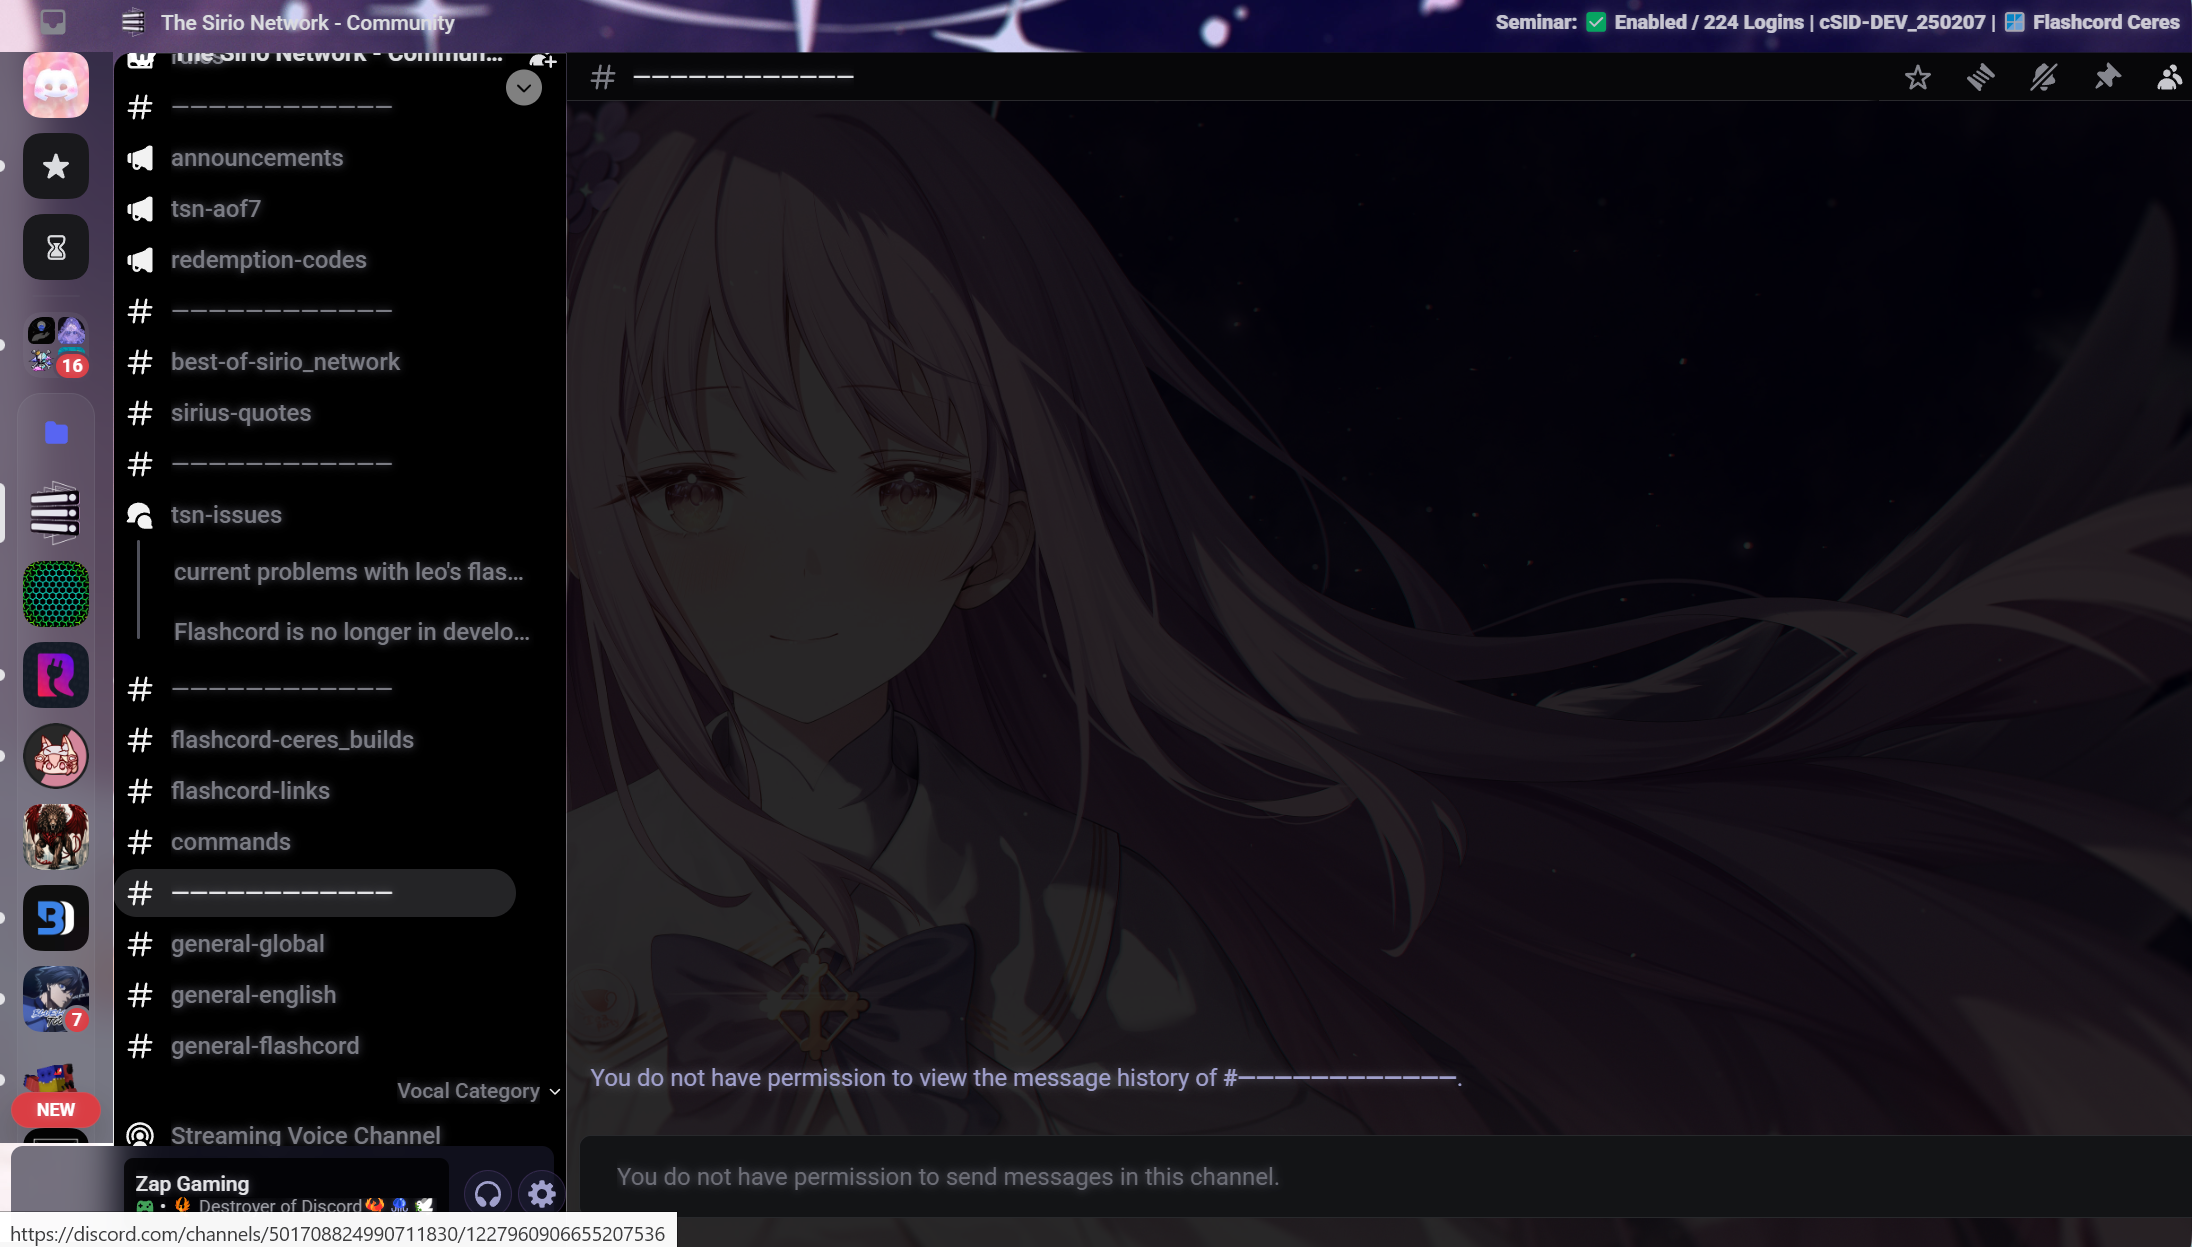 The Sirio Network - Community
Seminar: ✅ Enabled / 224 Logins | cSID-DEV_250207 | 🪟 Flashcord Ceres
The Sirio Network - Commun...
rules
————————————
announcements
tsn-aof7
redemption-codes
————————————
best-of-sirio_network
sirius-quotes
————————————
tsn-issues
current problems with leo's flas...
Flashcord is no longer in develo...
————————————
flashcord-ceres_builds
flashcord-links
commands
————————————
general-global
general-english
general-flashcord
Vocal Category
Streaming Voice Channel
16
7
NEW
Zap Gaming
• Destroyer of Discord
# ————————————
You do not have permission to view the message history of #————————————.
You do not have permission to send messages in this channel.
https://discord.com/channels/501708824990711830/1227960906655207536